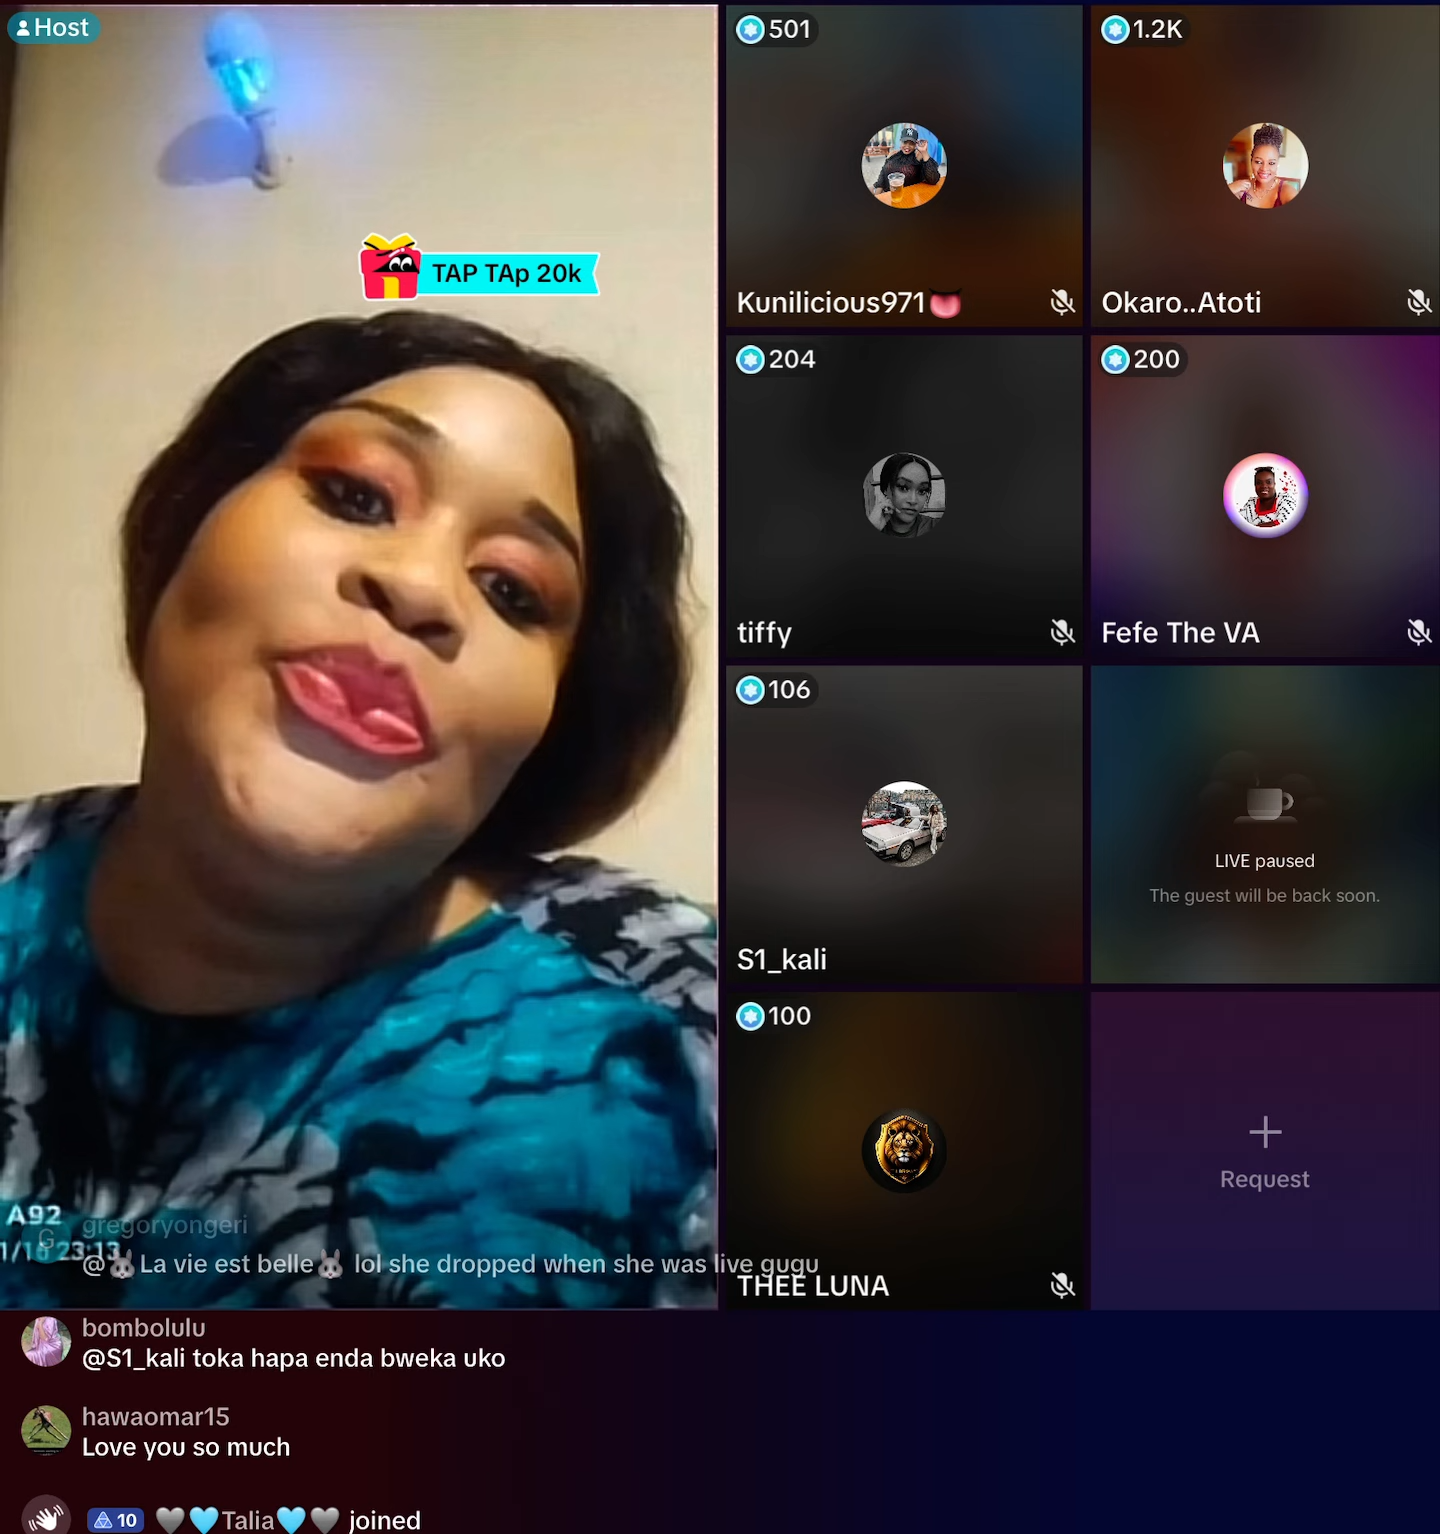 Host
TAP TAp 20k
501
Kunilicious971👅
1.2K
Okaro..Atoti
204
tiffy
200
Fefe The VA
106
S1_kali
LIVE paused
The guest will be back soon.
100
THEE LUNA
Request
A92
23:13
G
gregoryongeri
@🐰La vie est belle🐰 lol she dropped when she was live gugu
bombolulu
@S1_kali toka hapa enda bweka uko
hawaomar15
Love you so much
10 🩶🩵Talia🩵🩶 joined